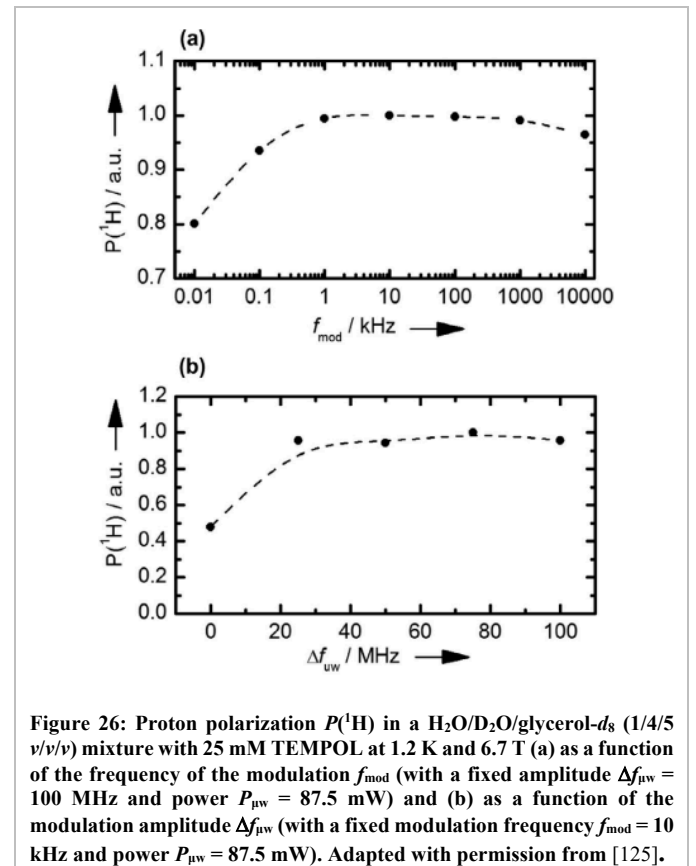 (a)
1.1
1.0
0.9
0.8
0.7
P(¹H) / a.u.
0.01 0.1 1 10 100 1000 10000
f_mod / kHz
(b)
1.2
1.0
0.8
0.6
0.4
0.2
0.0
P(¹H) / a.u.
0 20 40 60 80 100
Δf_uw / MHz
Figure 26: Proton polarization P(¹H) in a H₂O/D₂O/glycerol-d₈ (1/4/5
v/v/v) mixture with 25 mM TEMPOL at 1.2 K and 6.7 T (a) as a function
of the frequency of the modulation f_mod (with a fixed amplitude Δf_μw =
100 MHz and power P_μw = 87.5 mW) and (b) as a function of the
modulation amplitude Δf_μw (with a fixed modulation frequency f_mod = 10
kHz and power P_μw = 87.5 mW). Adapted with permission from [125].